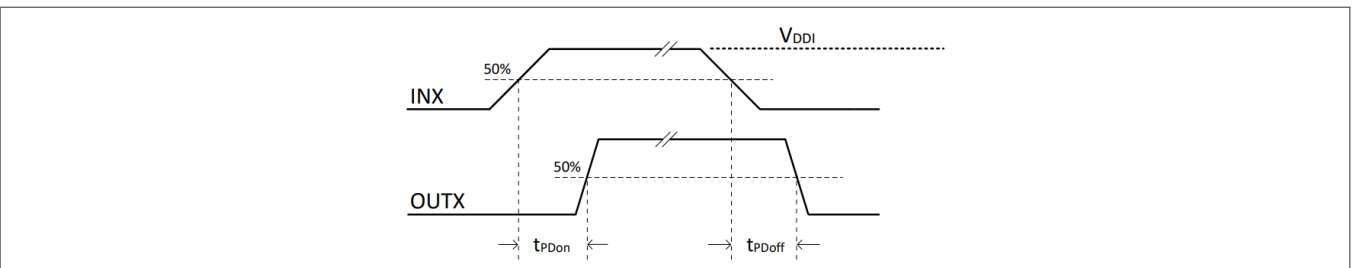 VDDI
50%
INX
50%
OUTX
tPDon
tPDoff